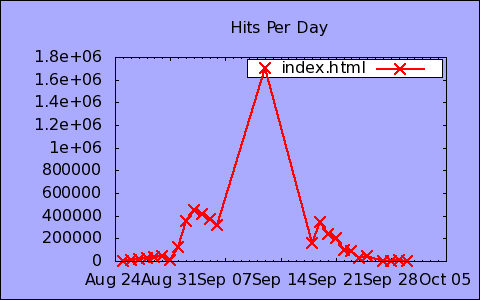 Hits Per Day
index.html
1.8e+06
1.6e+06
1.4e+06
1.2e+06
1e+06
800000
600000
400000
200000
0
Aug 24 Aug 31 Sep 07 Sep 14 Sep 21 Sep 28 Oct 05